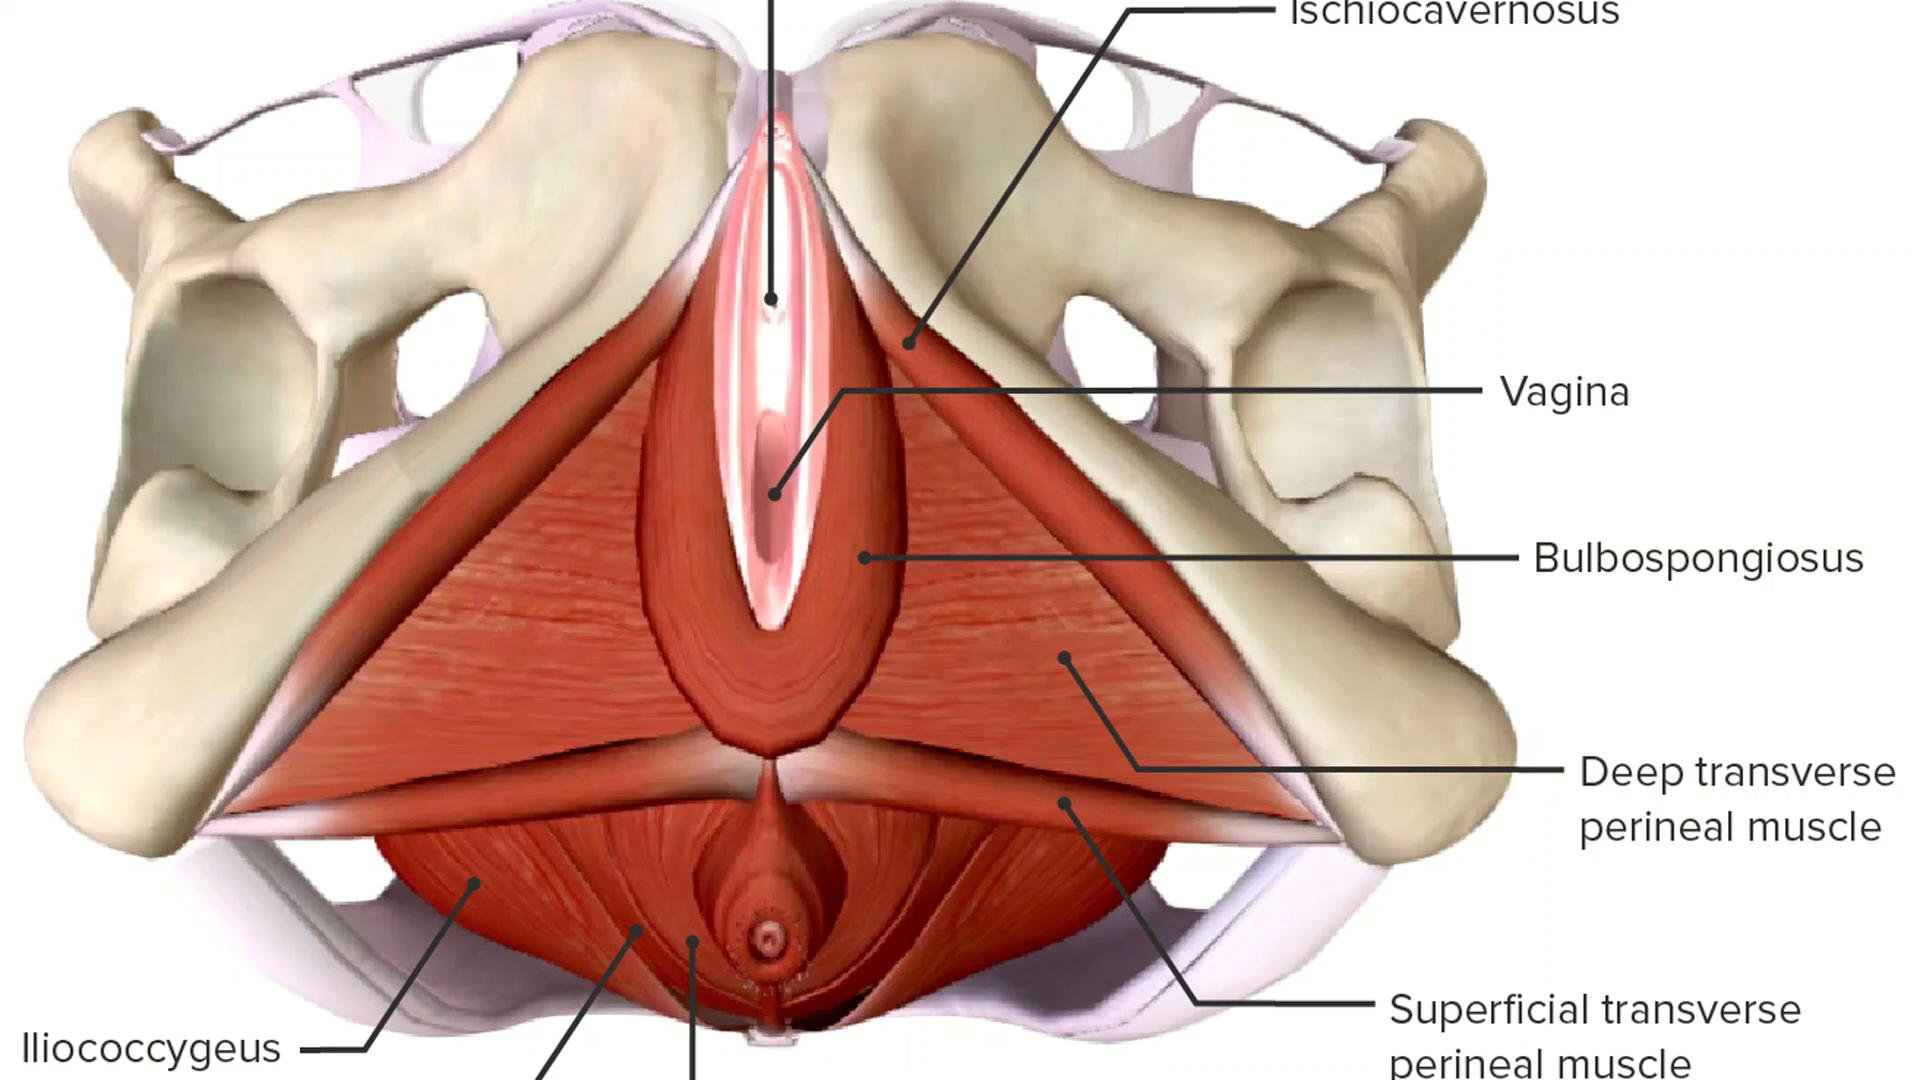 Ischiocavernosus
Vagina
Bulbospongiosus
Deep transverse
perineal muscle
Superficial transverse
perineal muscle
Iliococcygeus